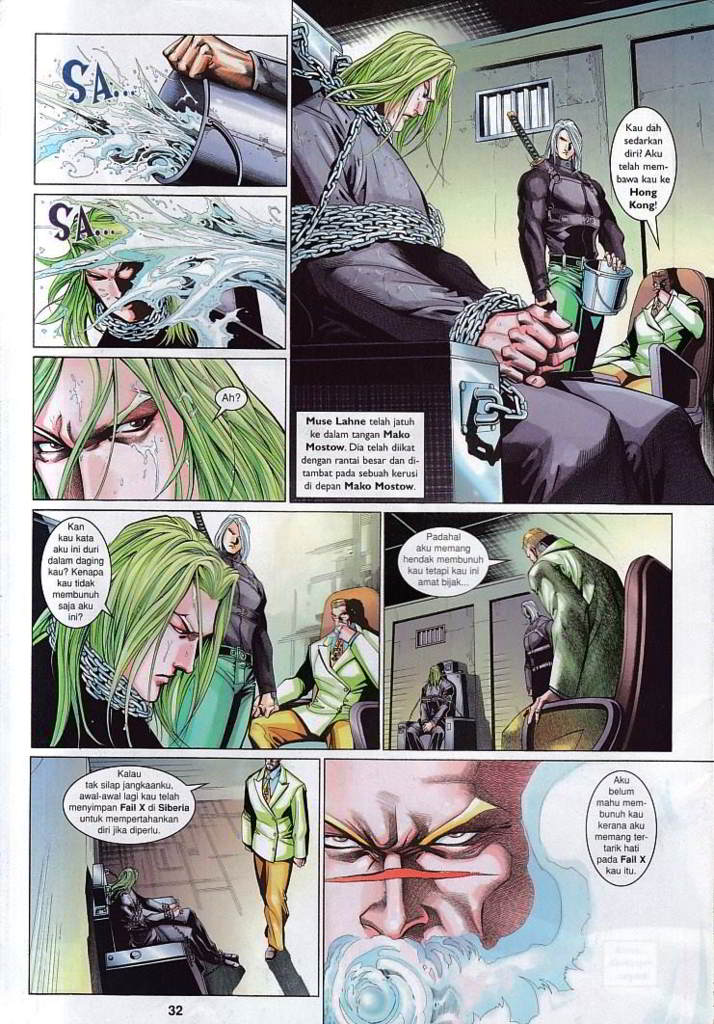 SA...
SA...
Ah?
Kau dah
sedarkan
diri? Aku
telah mem-
bawa kau ke
Hong
Kong!
Muse Lahne telah jatuh
ke dalam tangan Mako
Mostow. Dia telah diikat
dengan rantai besar dan di-
tambat pada sebuah kerusi
di depan Mako Mostow.
Kan
kau kata
aku ini duri
dalam daging
kau? Kenapa
kau tidak
membunuh
saja aku
ini?
Padahal
aku memang
hendak membunuh
kau tetapi kau ini
amat bijak...
Kalau
tak silap jangkaanku,
awal-awal lagi kau telah
menyimpan Fail X di Siberia
untuk mempertahankan
diri jika diperlu.
Aku
belum
mahu mem-
bunuh kau
kerana aku
memang ter-
tarik hati
pada Fail X
kau itu.
32